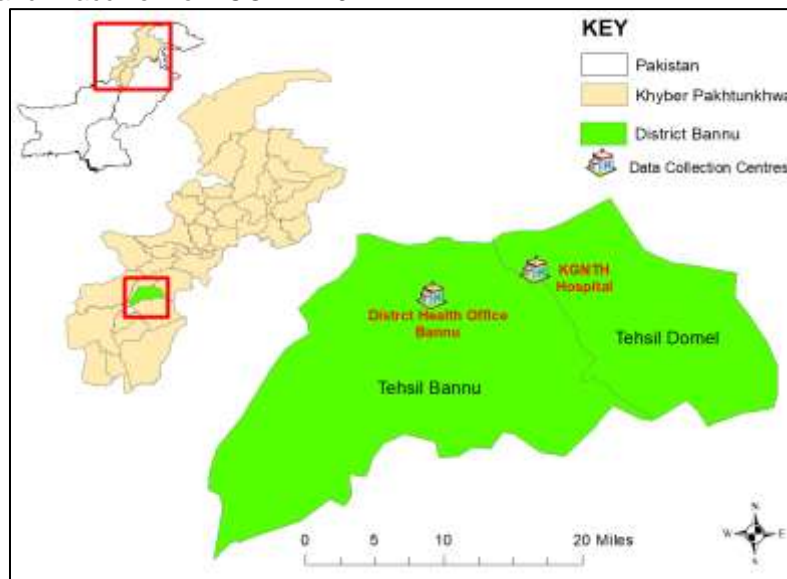 KEY
Pakistan
Khyber Pakhtunkhwa
District Bannu
Data Collection Centres
KGNTH
Hospital
Distrct Health Office
Bannu
Tehsil Domel
Tehsil Bannu
N
W
E
S
0 5 10 20 Miles